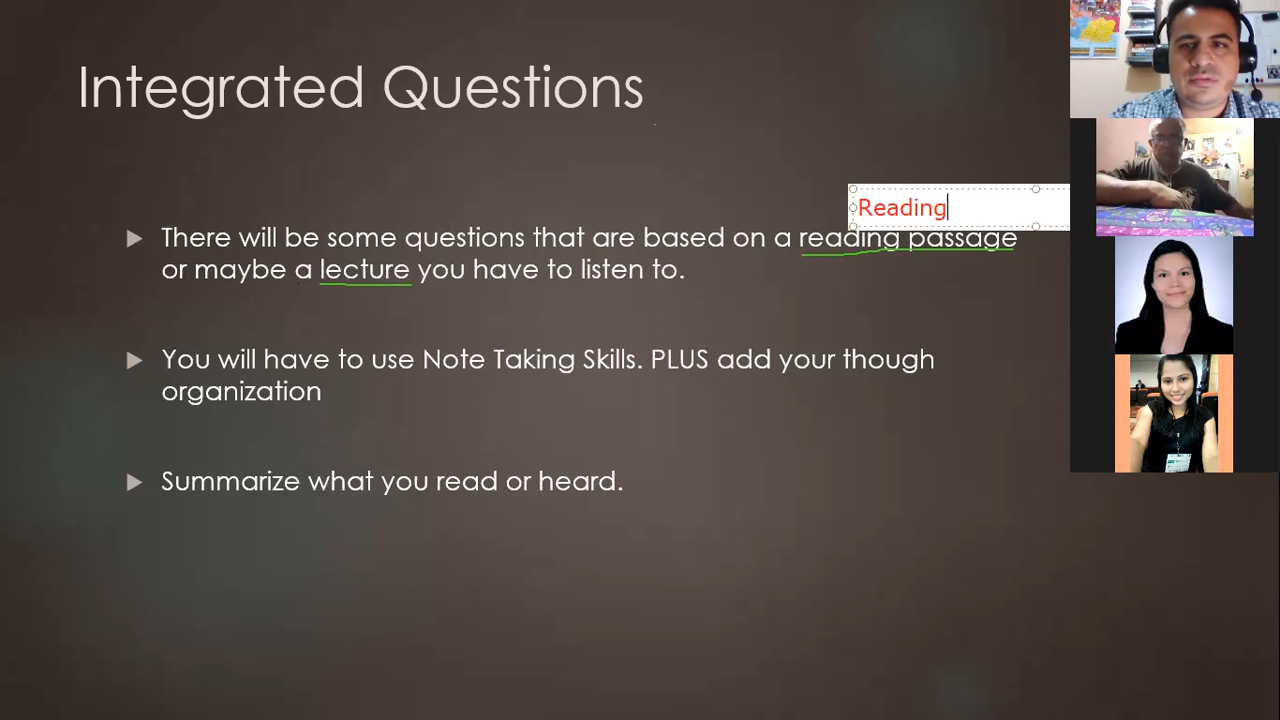 Integrated Questions
Reading
There will be some questions that are based on a reading passage
or maybe a lecture you have to listen to.
You will have to use Note Taking Skills. PLUS add your though
organization
Summarize what you read or heard.